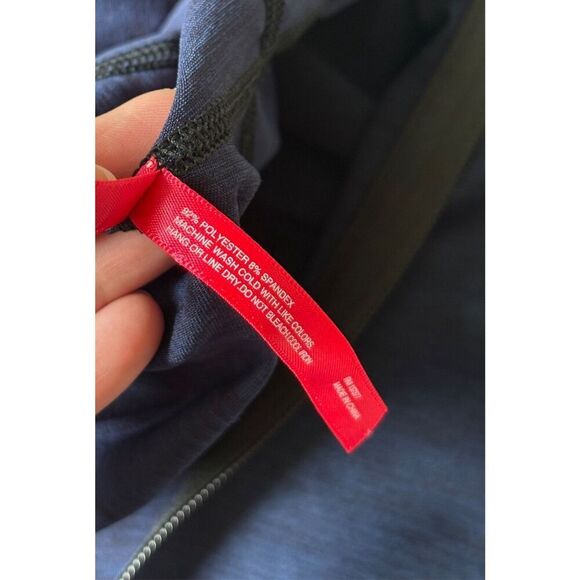 92% POLYESTER 8% SPANDEX
MACHINE WASH COLD WITH LIKE COLORS.
HANG OR LINE DRY.DO NOT BLEACH.COOL IRON
RN
MADE IN CHINA